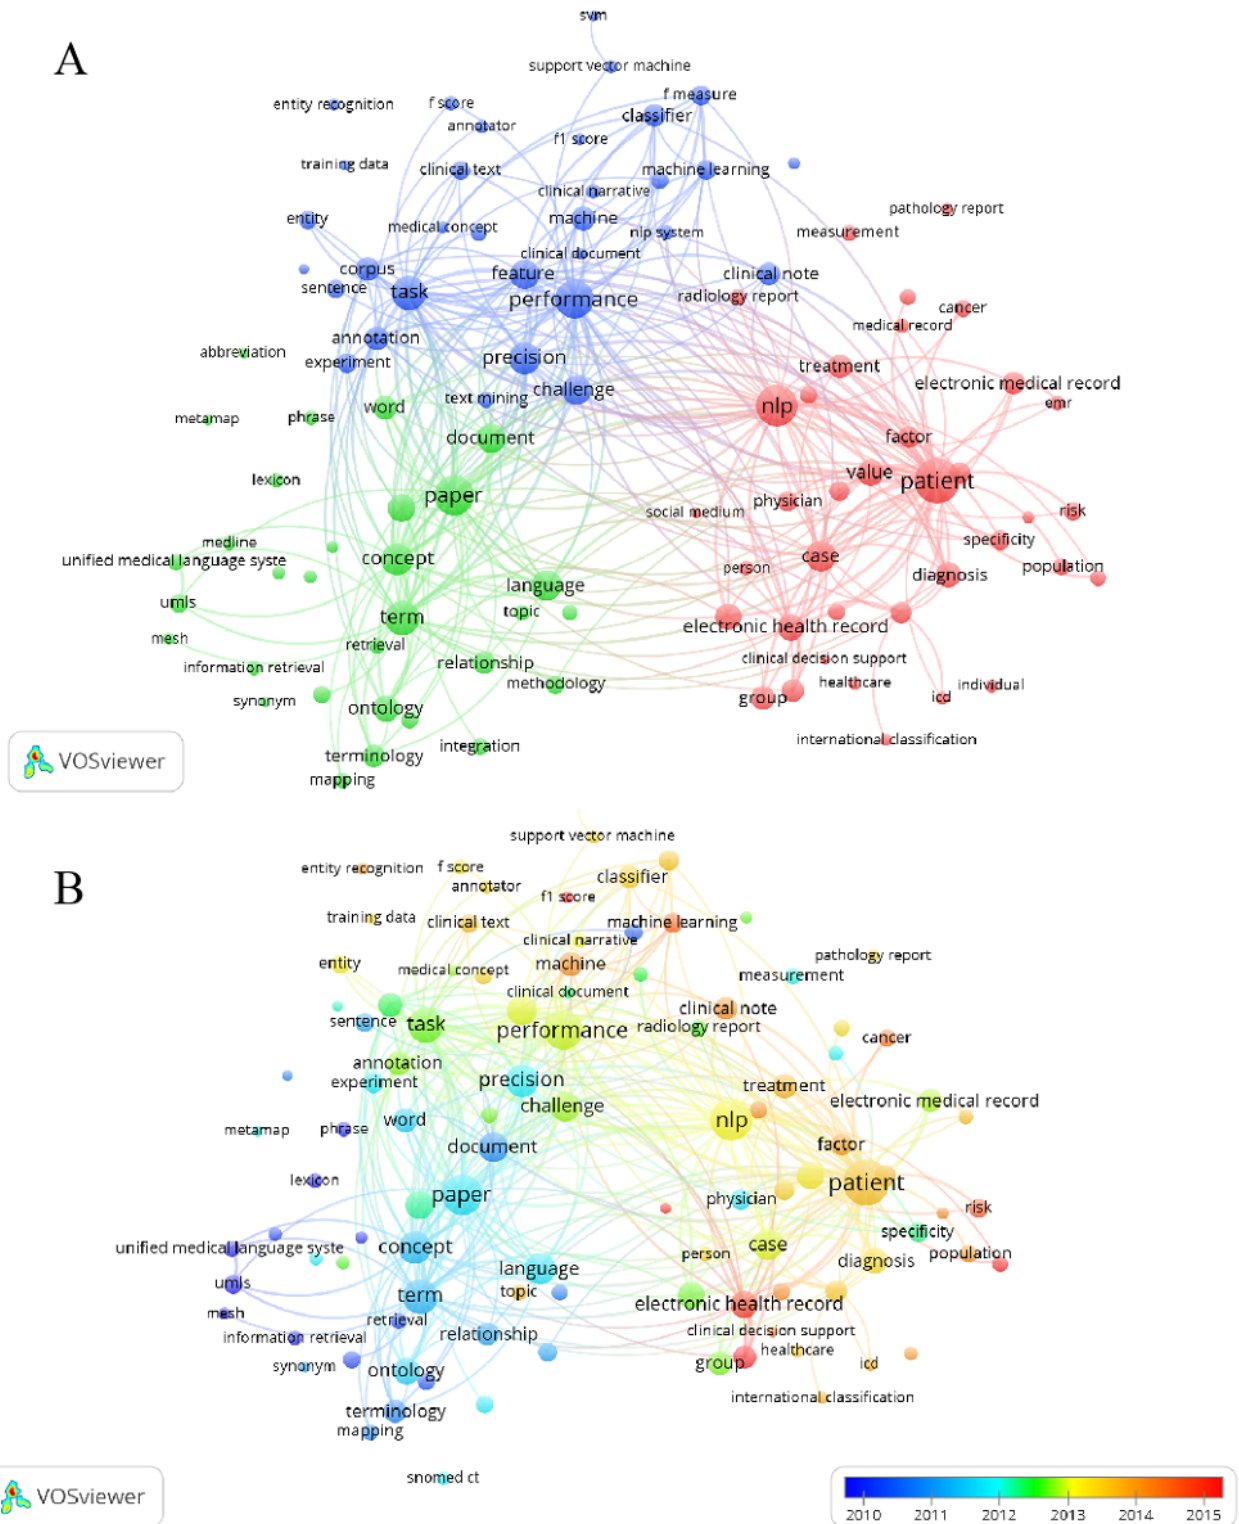 A
svm
support vector machine
f measure
entity recognition
f score
classifier
annotator
f1 score
training data
clinical text
machine learning
clinical narrative
pathology report
entity
medical concept
machine
nlp system
measurement
clinical document
corpus
feature
clinical note
sentence
task
performance
radiology report
cancer
medical record
annotation
abbreviation
experiment
precision
treatment
challenge
electronic medical record
text mining
emr
metamap
phrase
word
nlp
document
factor
lexicon
value
patient
paper
physician
social medium
risk
medline
specificity
unified medical language syste
concept
case
person
diagnosis
population
language
umls
term
topic
electronic health record
mesh
retrieval
information retrieval
relationship
clinical decision support
methodology
healthcare
individual
synonym
ontology
group
icd
international classification
integration
terminology
mapping
VOSviewer
B
support vector machine
entity recognition
f score
classifier
annotator
f1 score
training data
clinical text
machine learning
clinical narrative
entity
medical concept
machine
pathology report
measurement
clinical document
clinical note
sentence
task
performance
radiology report
cancer
annotation
experiment
precision
treatment
challenge
electronic medical record
metamap
phrase
word
nlp
document
factor
lexicon
paper
physician
patient
risk
specificity
unified medical language syste
concept
case
person
diagnosis
population
language
umls
term
topic
electronic health record
mesh
retrieval
information retrieval
relationship
clinical decision support
healthcare
synonym
ontology
group
icd
international classification
terminology
mapping
snomed ct
VOSviewer
2010 2011 2012 2013 2014 2015